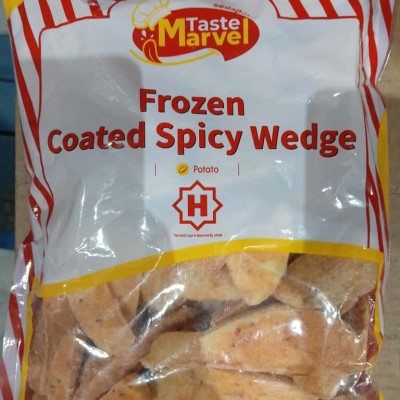 Taste
Marvel
Frozen
Coated Spicy Wedge
Potato
H